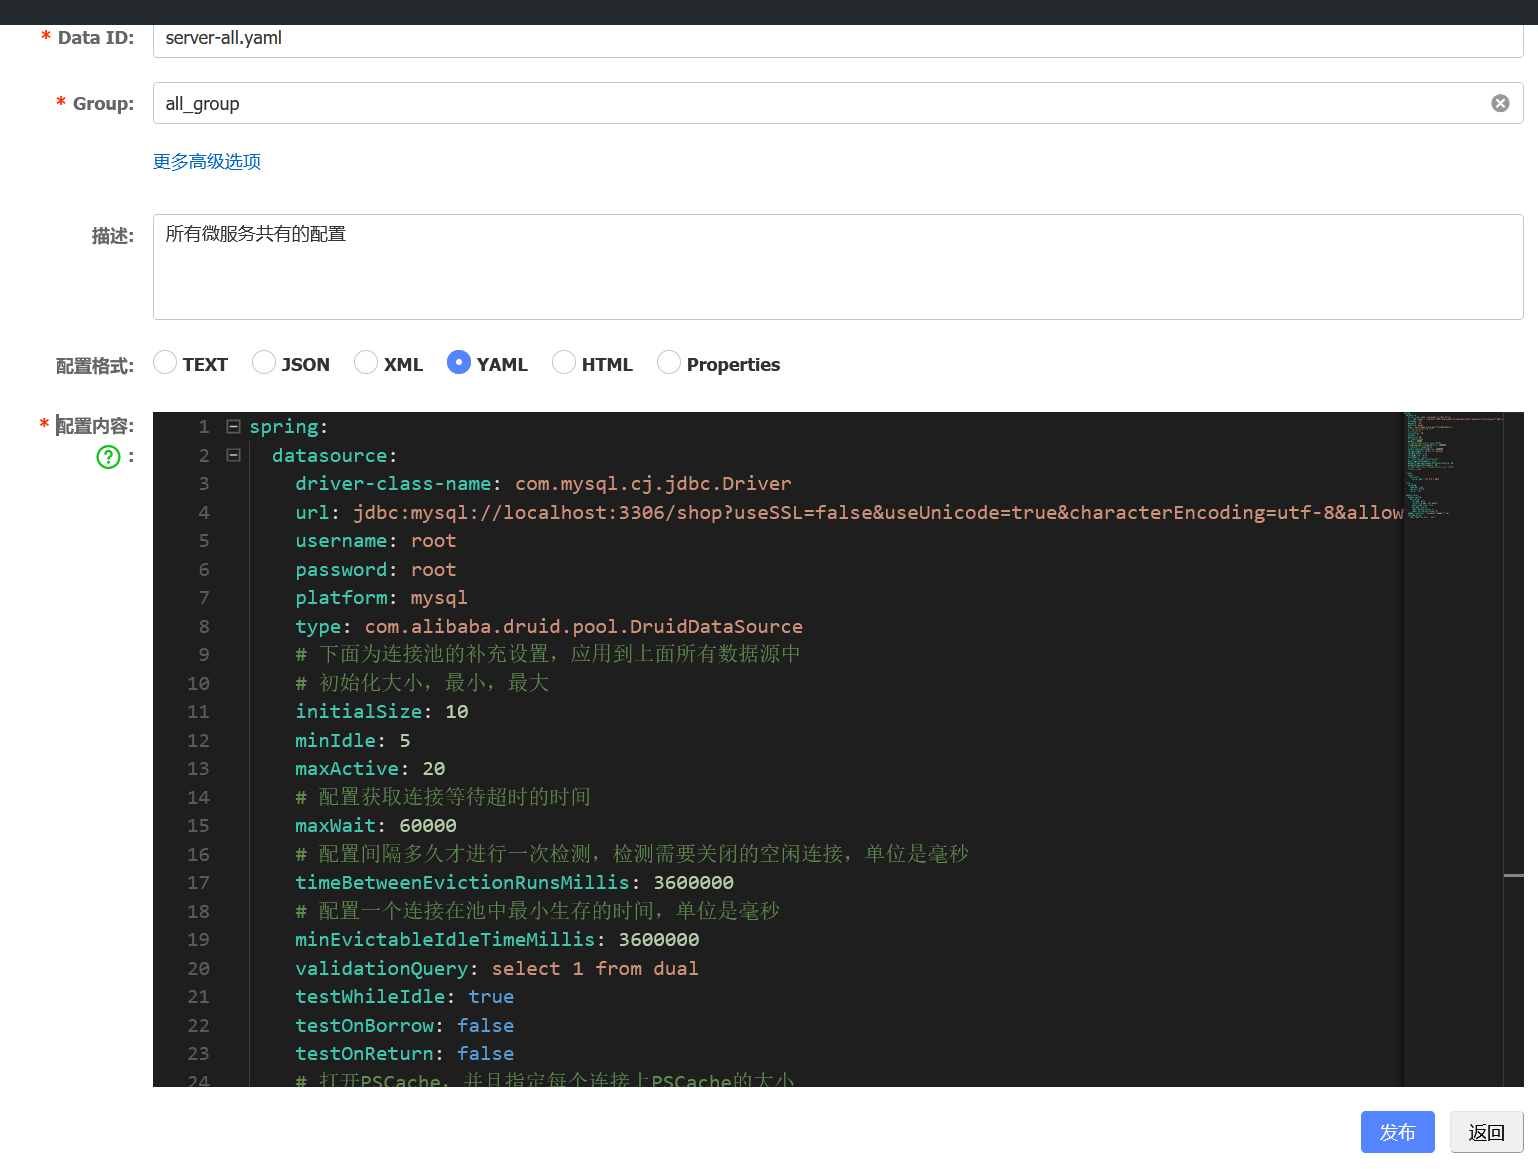 * Data ID: server-all.yaml
* Group: all_group
更多高级选项
描述: 所有微服务共有的配置
配置格式: TEXT JSON XML YAML HTML Properties
* 配置内容:
? :
1 spring:
2 datasource:
3 driver-class-name: com.mysql.cj.jdbc.Driver
4 url: jdbc:mysql://localhost:3306/shop?useSSL=false&useUnicode=true&characterEncoding=utf-8&allow
5 username: root
6 password: root
7 platform: mysql
8 type: com.alibaba.druid.pool.DruidDataSource
9 # 下面为连接池的补充设置，应用到上面所有数据源中
10 # 初始化大小，最小，最大
11 initialSize: 10
12 minIdle: 5
13 maxActive: 20
14 # 配置获取连接等待超时的时间
15 maxWait: 60000
16 # 配置间隔多久才进行一次检测，检测需要关闭的空闲连接，单位是毫秒
17 timeBetweenEvictionRunsMillis: 3600000
18 # 配置一个连接在池中最小生存的时间，单位是毫秒
19 minEvictableIdleTimeMillis: 3600000
20 validationQuery: select 1 from dual
21 testWhileIdle: true
22 testOnBorrow: false
23 testOnReturn: false
24 # 打开PSCache，并且指定每个连接上PSCache的大小
发布 返回